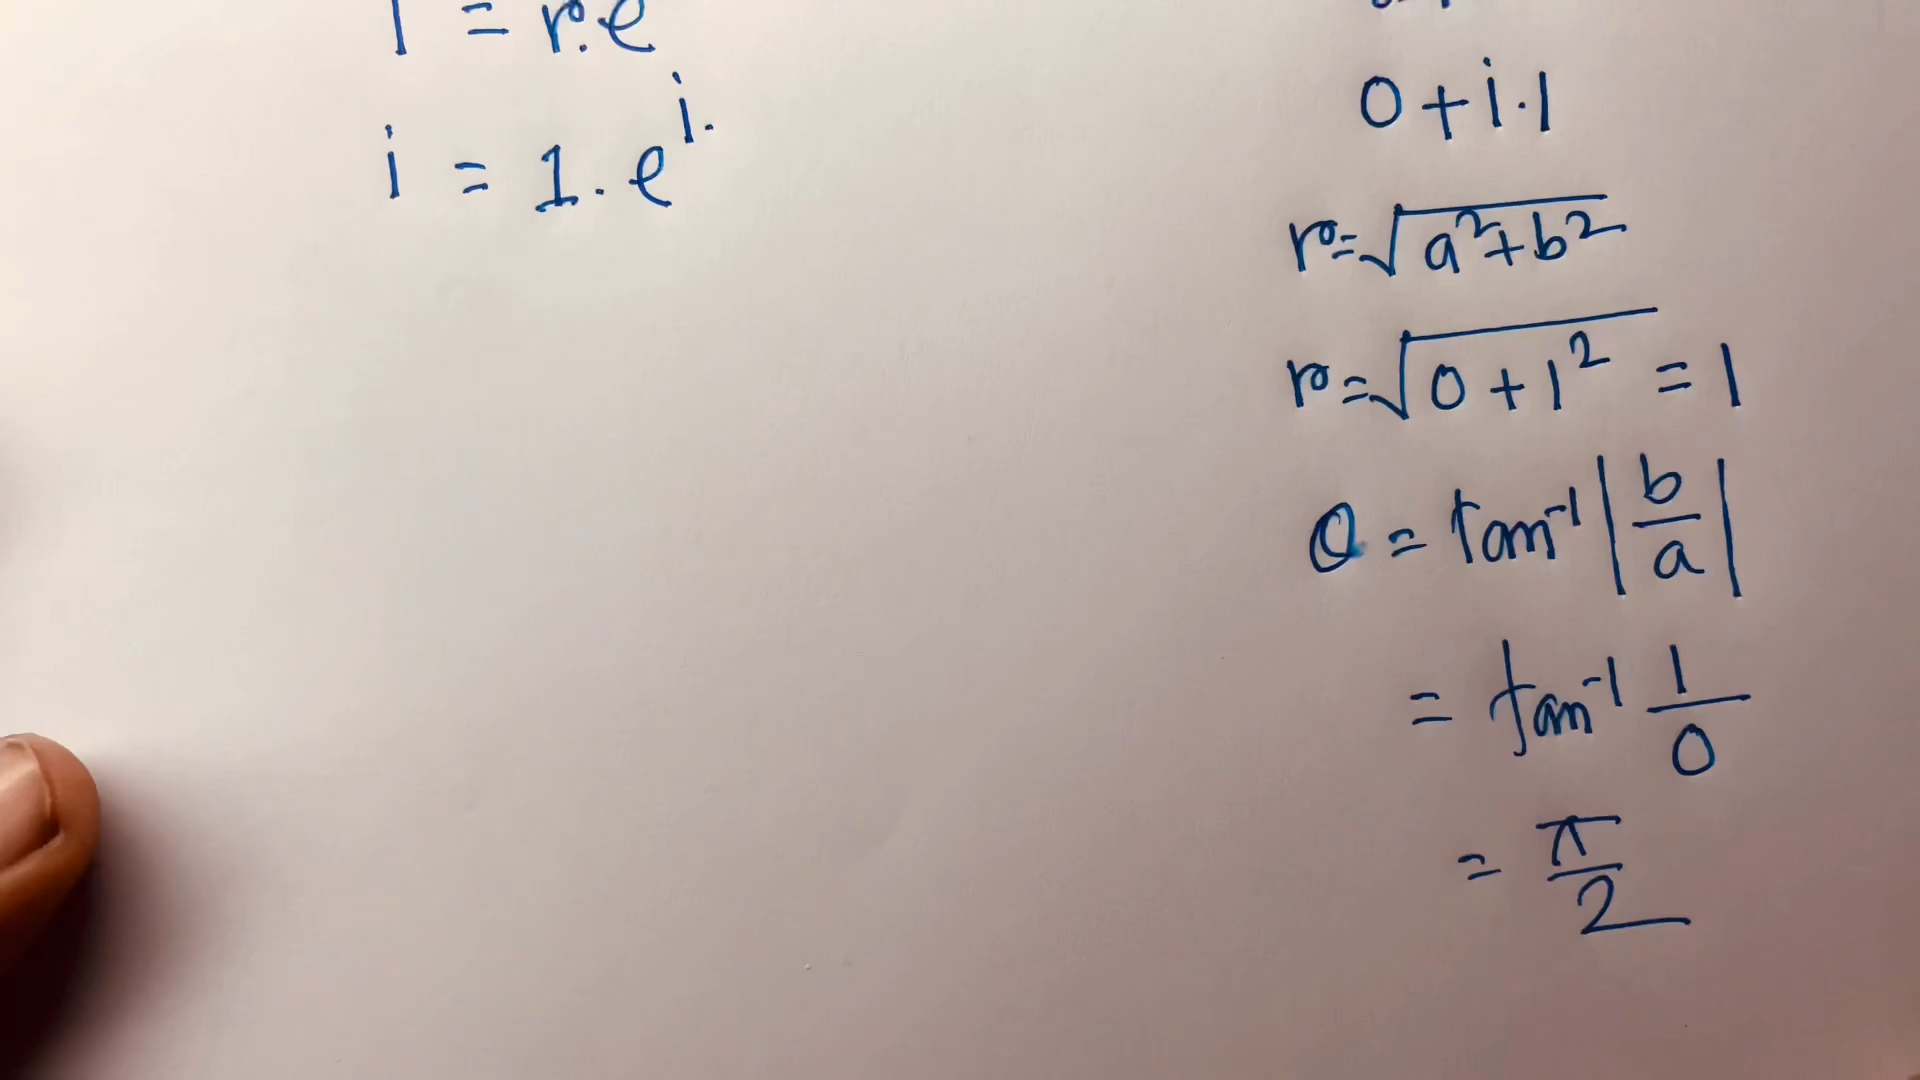 i = r.e
i = 1.e^i.
0+i.1
r=√a²+b²
r=√0+1² = 1
θ = tan⁻¹|b/a|
= tan⁻¹ 1/0
= π/2